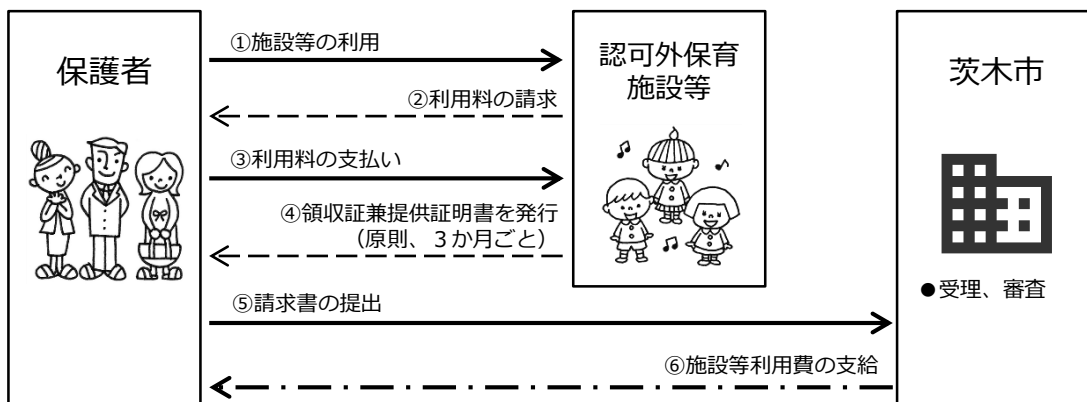 保護者
①施設等の利用
②利用料の請求
③利用料の支払い
④領収証兼提供証明書を発行
（原則、３か月ごと）
⑤請求書の提出
⑥施設等利用費の支給
認可外保育
施設等
茨木市
●受理、審査